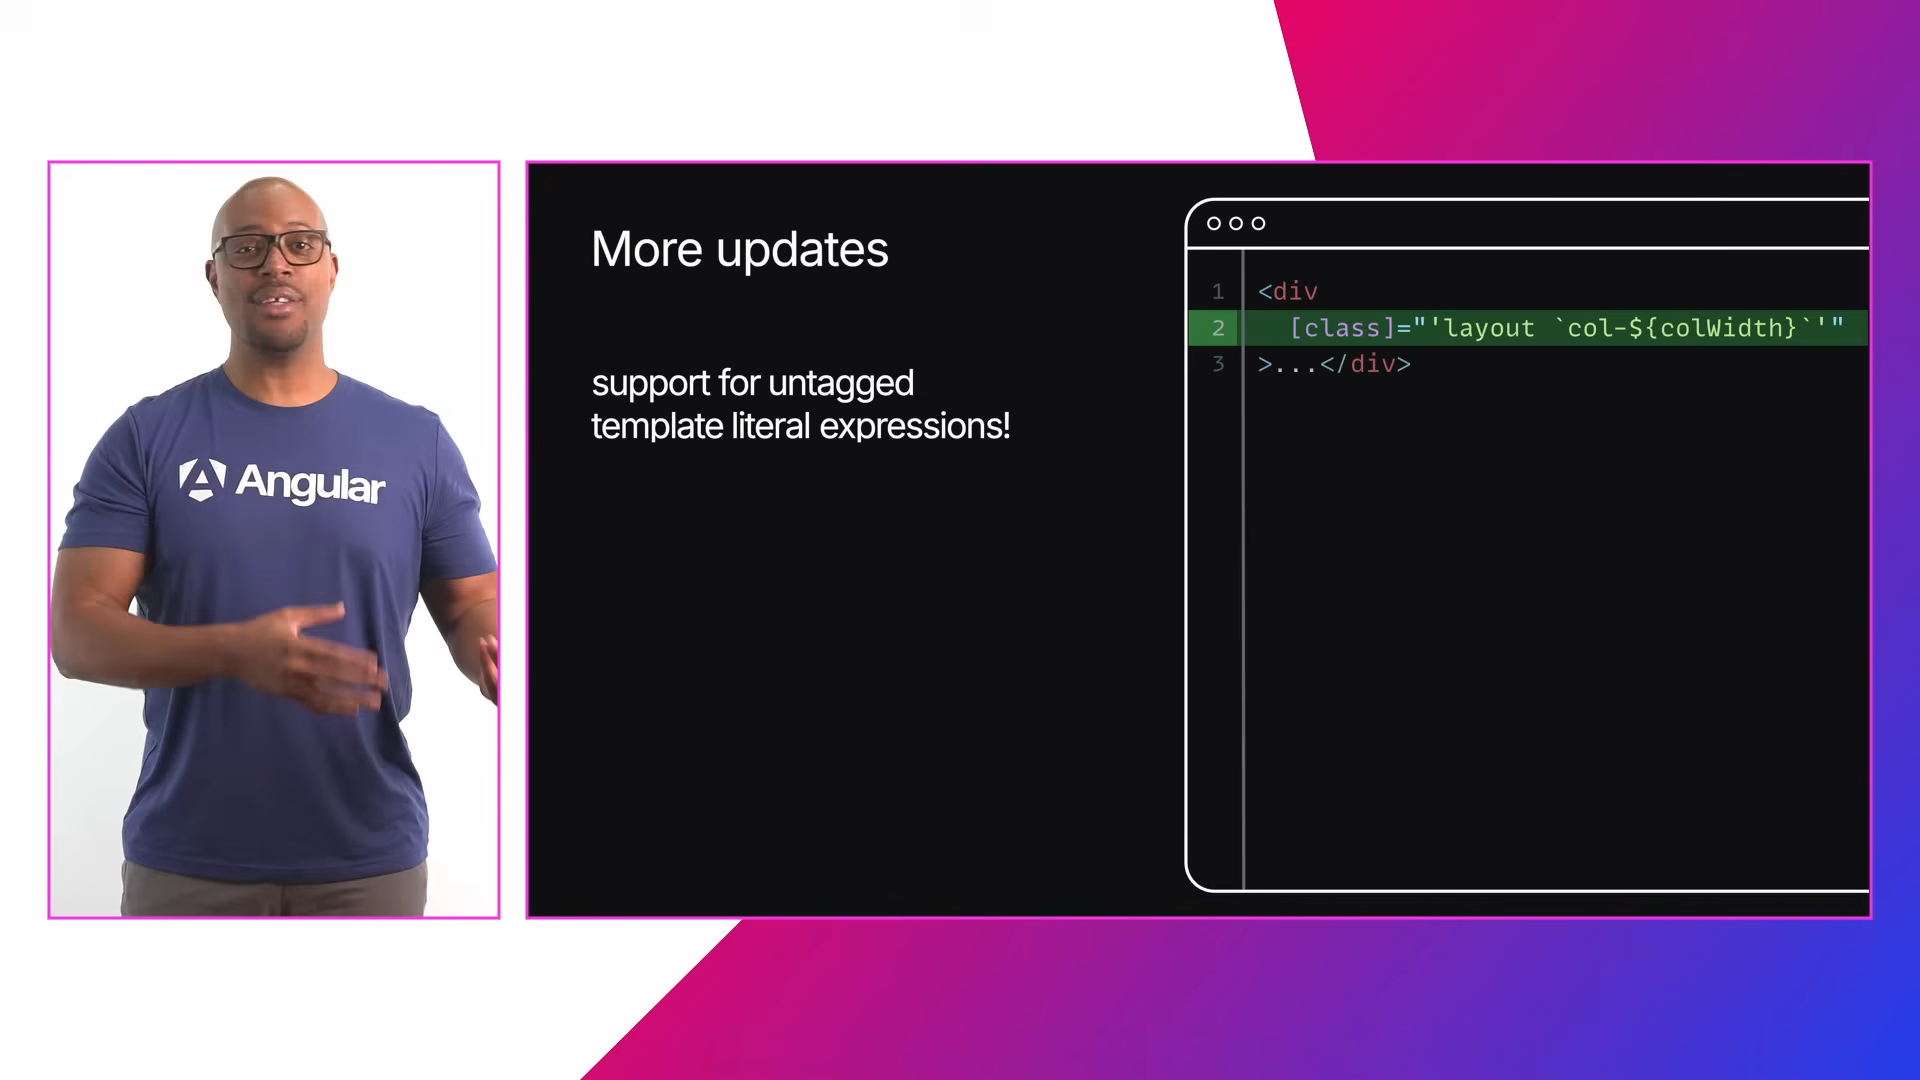 Angular
More updates
support for untagged
template literal expressions!
1 <div
2 [class]="'layout `col-${colWidth}`'"
3 >...</div>